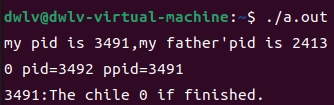 dwlv@dwlv-virtual-machine:~$ ./a.out
my pid is 3491,my father'pid is 2413
0 pid=3492 ppid=3491
3491:The chile 0 if finished.